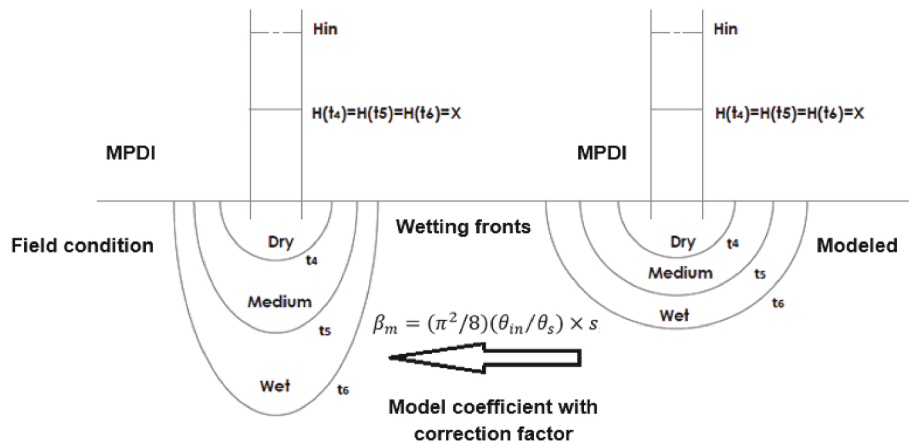 Hin
H(t₄)=H(t5)=H(t6)=X
MPDI
Field condition
Dry
t₄
Medium
t₅
Wet
t₆
Wetting fronts
Hin
H(t₄)=H(t5)=H(t6)=X
MPDI
Modeled
Dry
t₄
Medium
t₅
Wet
t₆
βₘ = (π²/8)(θᵢₙ/θₛ) × s
Model coefficient with
correction factor